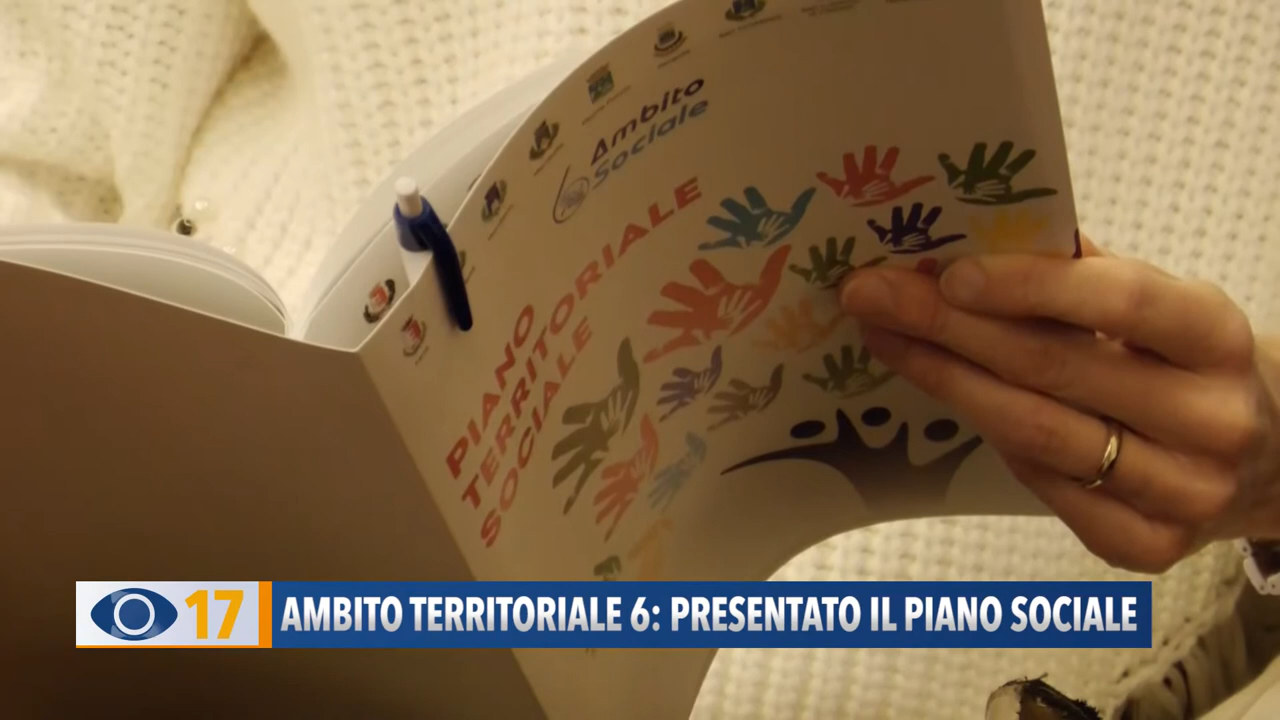 Ambito
Sociale
PIANO
TERRITORIALE
SOCIALE
17 AMBITO TERRITORIALE 6: PRESENTATO IL PIANO SOCIALE